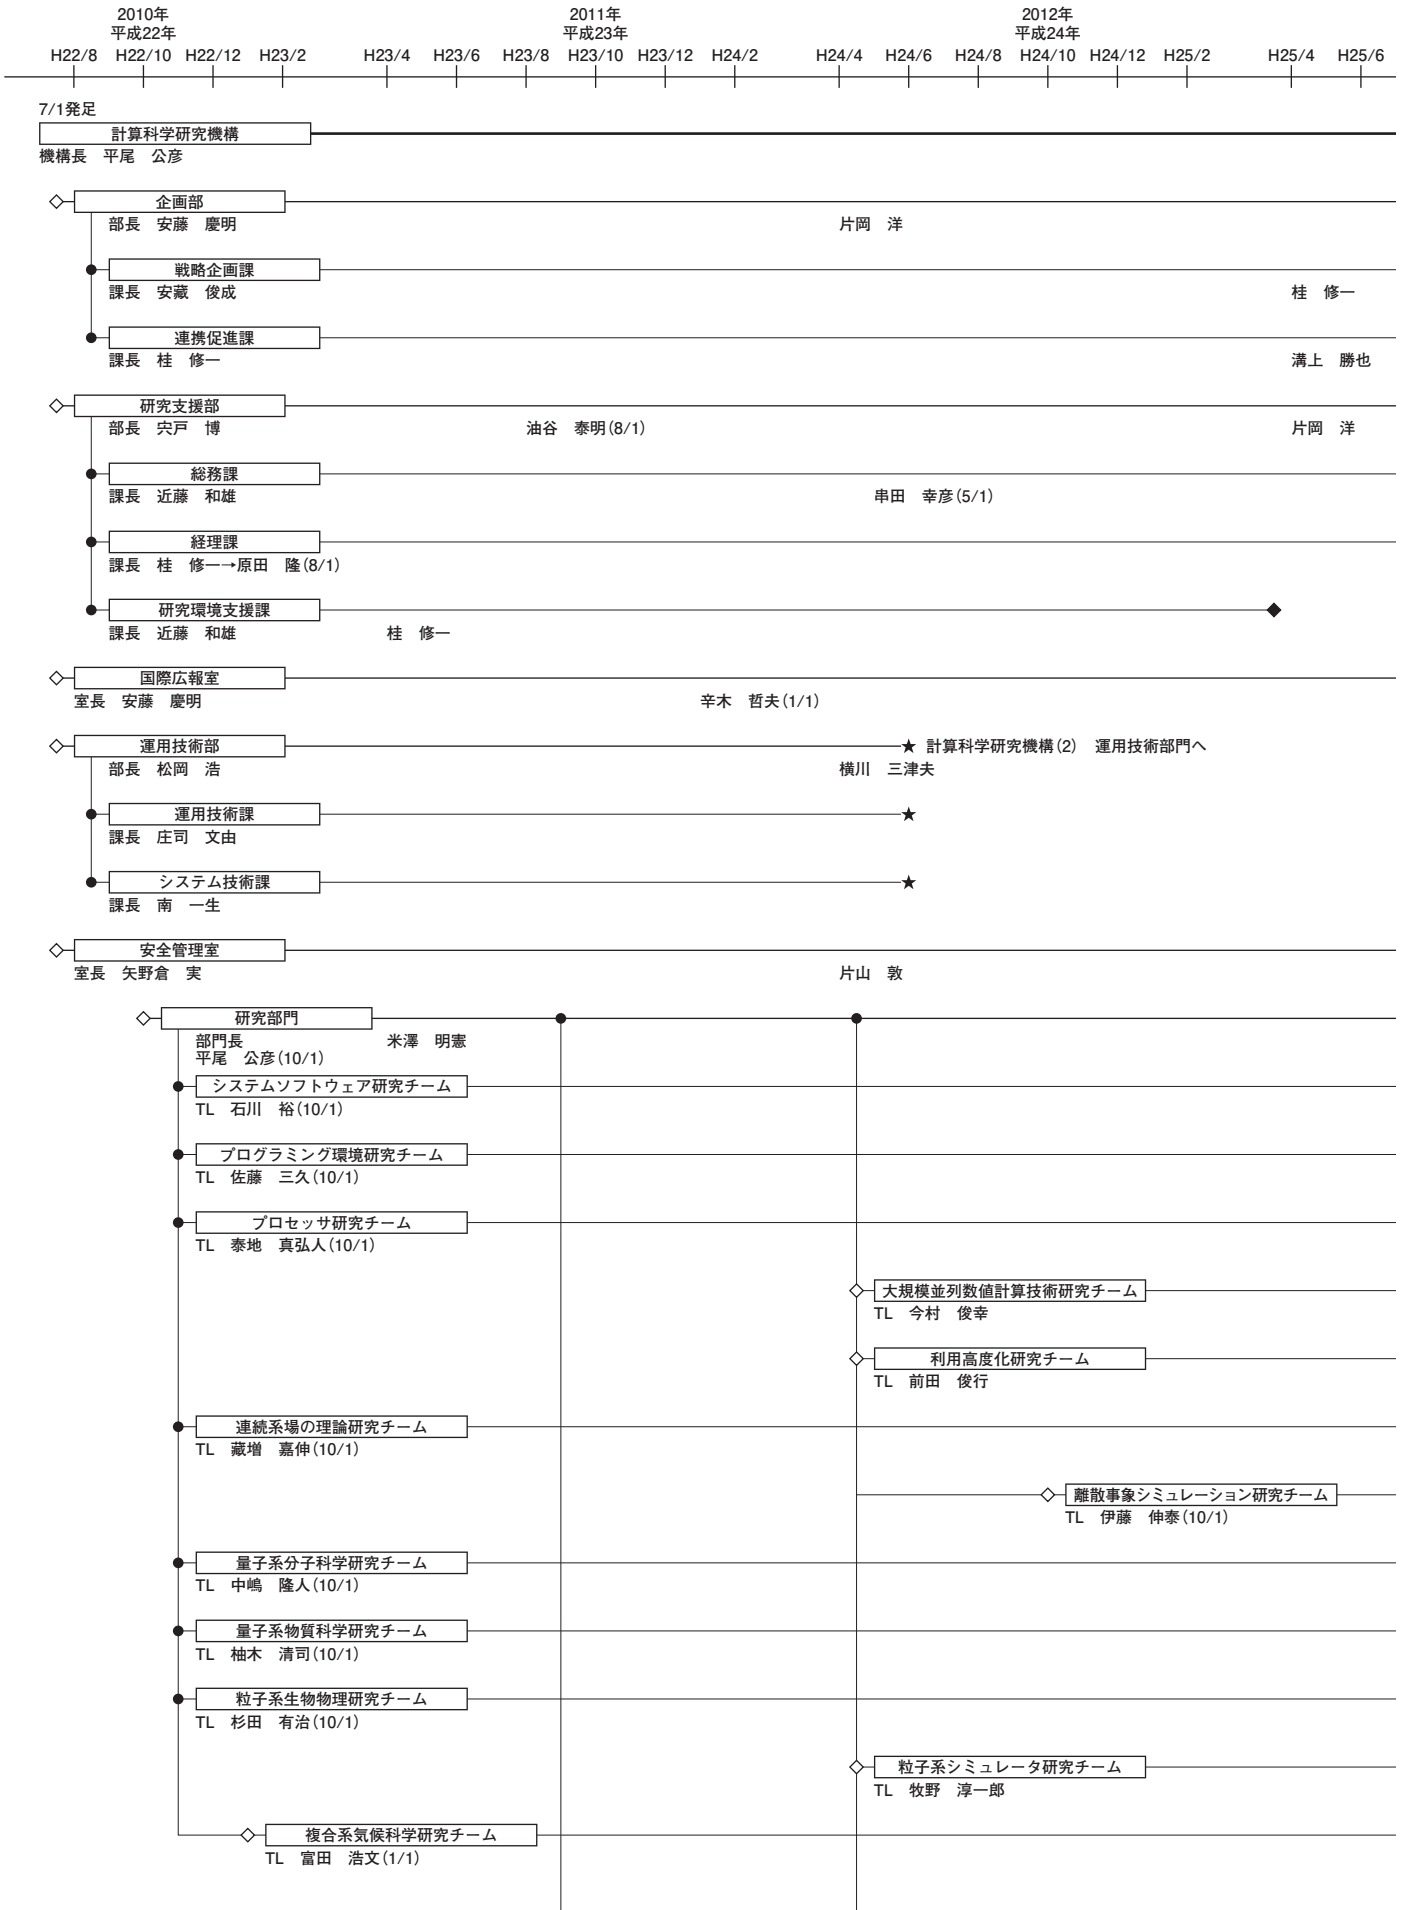 2010年 2011年 2012年
平成22年 平成23年 平成24年
H22/8 H22/10 H22/12 H23/2 H23/4 H23/6 H23/8 H23/10 H23/12 H24/2 H24/4 H24/6 H24/8 H24/10 H24/12 H25/2 H25/4 H25/6
7/1発足
計算科学研究機構
機構長 平尾 公彦
企画部
部長 安藤 慶明 片岡 洋
戦略企画課
課長 安藏 俊成 桂 修一
連携促進課
課長 桂 修一 溝上 勝也
研究支援部
部長 宍戸 博 油谷 泰明(8/1) 片岡 洋
総務課
課長 近藤 和雄 串田 幸彦(5/1)
経理課
課長 桂 修一→原田 隆(8/1)
研究環境支援課
課長 近藤 和雄 桂 修一
国際広報室
室長 安藤 慶明 辛木 哲夫(1/1)
運用技術部 ★ 計算科学研究機構(2) 運用技術部門へ
部長 松岡 浩 横川 三津夫
運用技術課 ★
課長 庄司 文由
システム技術課 ★
課長 南 一生
安全管理室
室長 矢野倉 実 片山 敦
研究部門
部門長 米澤 明憲
平尾 公彦(10/1)
システムソフトウェア研究チーム
TL 石川 裕(10/1)
プログラミング環境研究チーム
TL 佐藤 三久(10/1)
プロセッサ研究チーム
TL 泰地 真弘人(10/1)
大規模並列数値計算技術研究チーム
TL 今村 俊幸
利用高度化研究チーム
TL 前田 俊行
連続系場の理論研究チーム
TL 藏増 嘉伸(10/1)
離散事象シミュレーション研究チーム
TL 伊藤 伸泰(10/1)
量子系分子科学研究チーム
TL 中嶋 隆人(10/1)
量子系物質科学研究チーム
TL 柚木 清司(10/1)
粒子系生物物理研究チーム
TL 杉田 有治(10/1)
粒子系シミュレータ研究チーム
TL 牧野 淳一郎
複合系気候科学研究チーム
TL 富田 浩文(1/1)